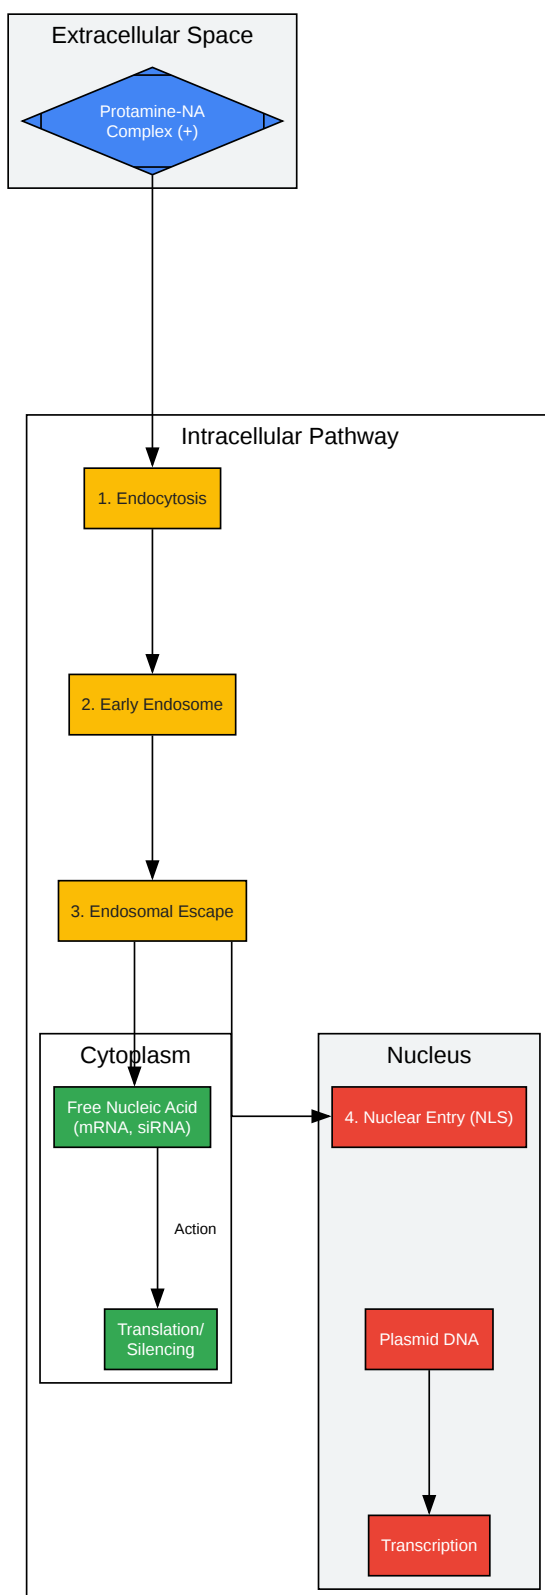 Extracellular Space
Protamine-NA
Complex (+)
Intracellular Pathway
1. Endocytosis
2. Early Endosome
3. Endosomal Escape
Cytoplasm
Nucleus
Free Nucleic Acid
(mRNA, siRNA)
4. Nuclear Entry (NLS)
Action
Translation/
Silencing
Plasmid DNA
Transcription